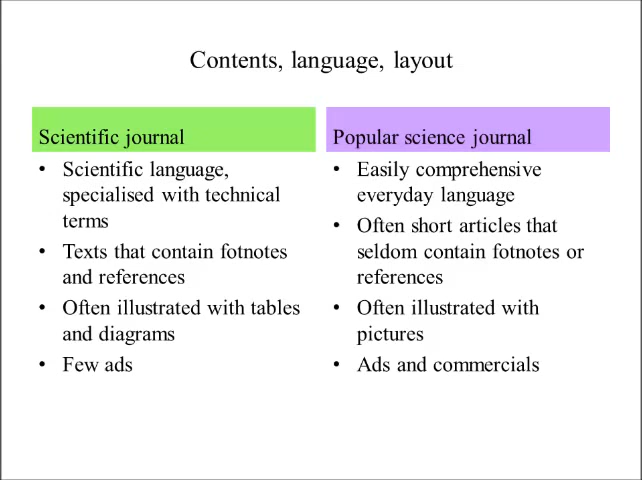 Contents, language, layout
Scientific journal
• Scientific language,
specialised with technical
terms
• Texts that contain fotnotes
and references
• Often illustrated with tables
and diagrams
• Few ads
Popular science journal
• Easily comprehensive
everyday language
• Often short articles that
seldom contain fotnotes or
references
• Often illustrated with
pictures
• Ads and commercials